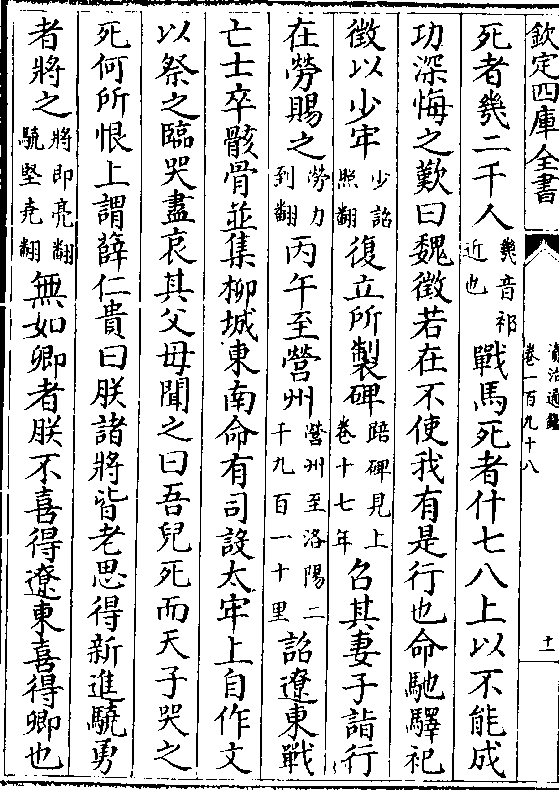 欽定四庫全書
資治通鑑
卷一百九十八
十一
死者幾二千人幾音祁近也戰馬死者什七八上以不能成
功深悔之歎曰魏徵若在不使我有是行也命馳驛祀
徵以少牢少詔照翻復立所製碑踣碑見上卷十七年召其妻子詣行
在勞賜之勞力到翻丙午至營州營州至洛陽二千九百一十里詔遼東戰
亡士卒骸骨並集柳城東南命有司設太牢上自作文
以祭之臨哭盡哀其父母聞之曰吾兒死而天子哭之
死何所恨上謂薛仁貴曰朕諸將皆老思得新進驍勇
者將之將即亮翻驍堅堯翻無如卿者朕不喜得遼東喜得卿也